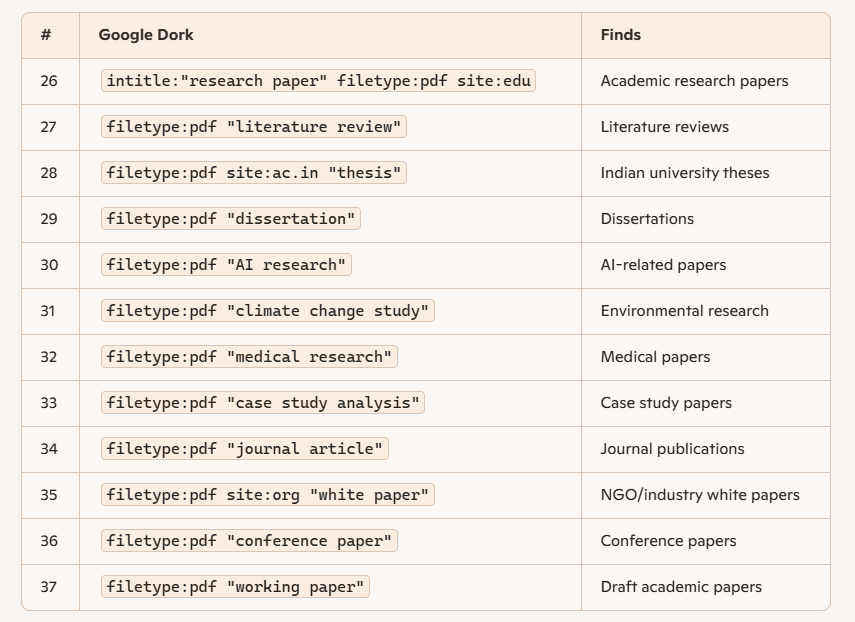 # Google Dork Finds
26 intitle:"research paper" filetype:pdf site:edu Academic research papers
27 filetype:pdf "literature review" Literature reviews
28 filetype:pdf site:ac.in "thesis" Indian university theses
29 filetype:pdf "dissertation" Dissertations
30 filetype:pdf "AI research" AI-related papers
31 filetype:pdf "climate change study" Environmental research
32 filetype:pdf "medical research" Medical papers
33 filetype:pdf "case study analysis" Case study papers
34 filetype:pdf "journal article" Journal publications
35 filetype:pdf site:org "white paper" NGO/industry white papers
36 filetype:pdf "conference paper" Conference papers
37 filetype:pdf "working paper" Draft academic papers